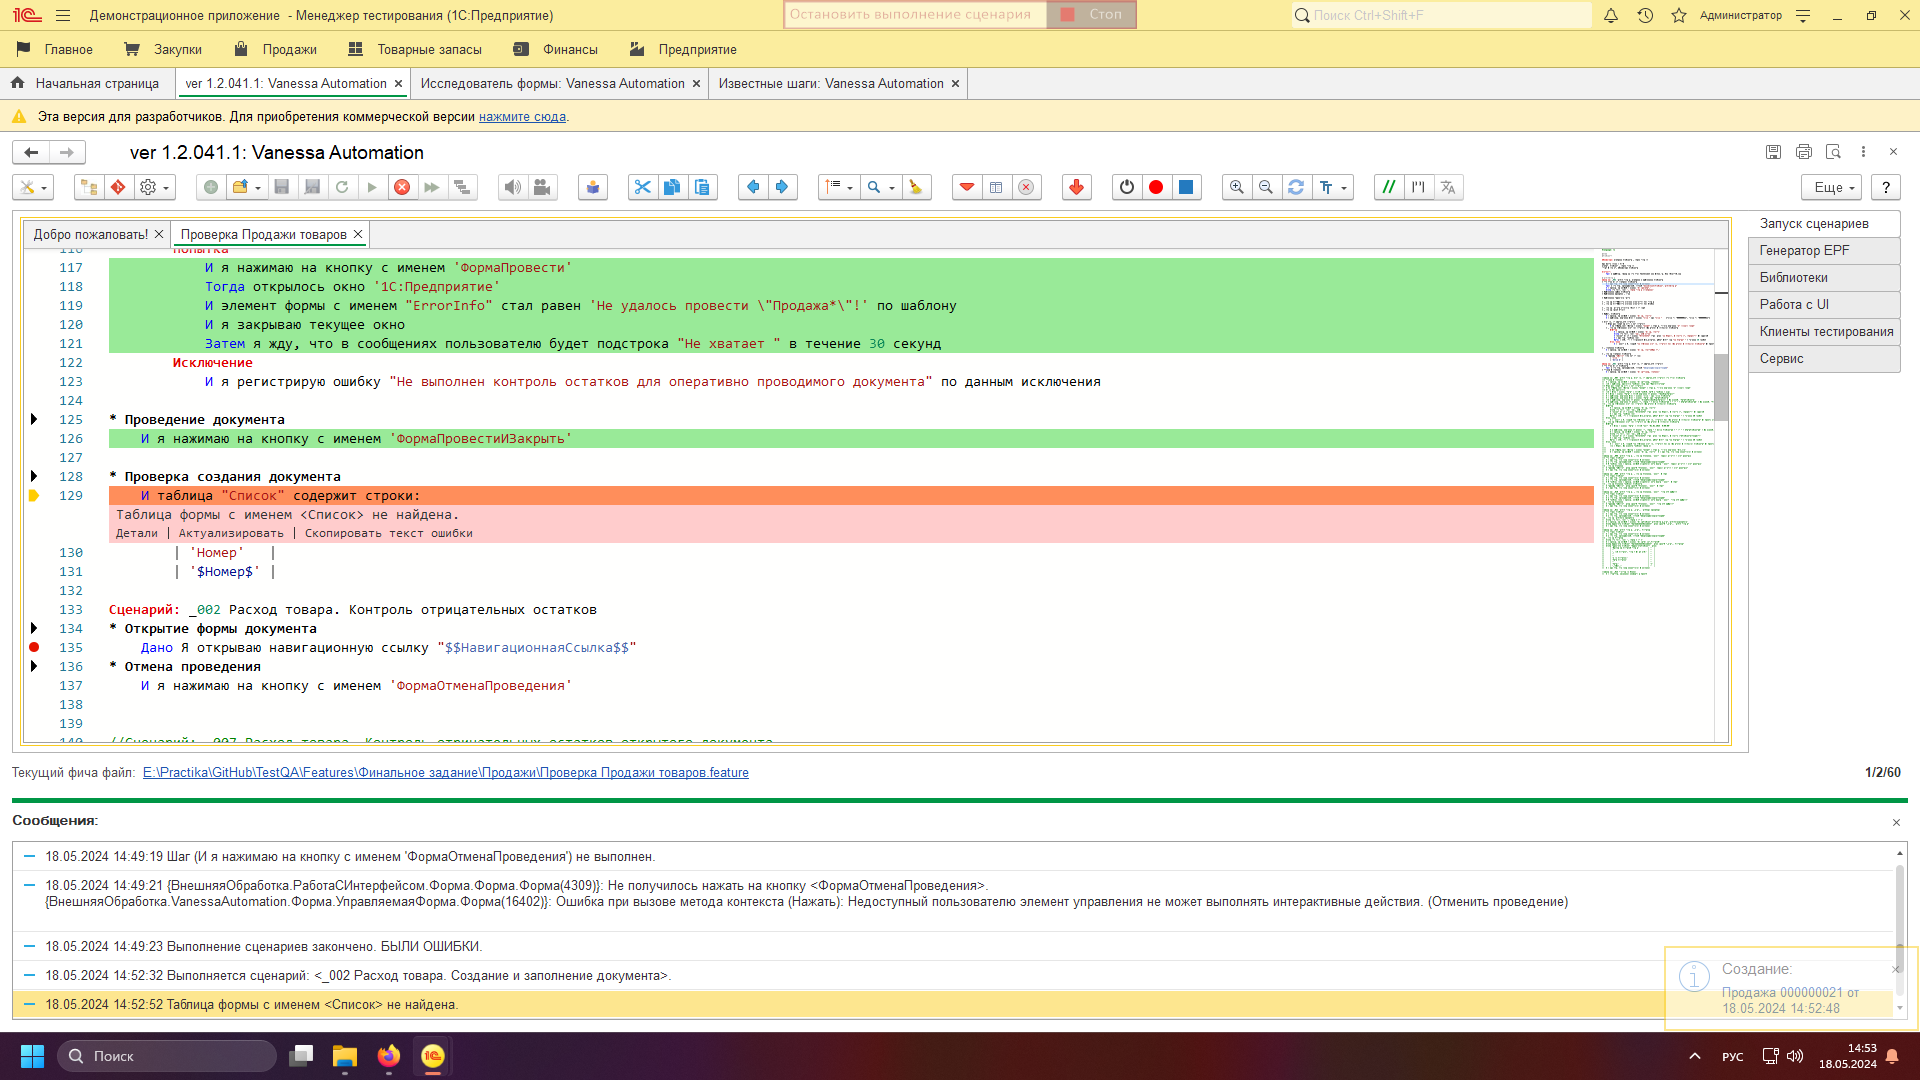 Демонстрационное приложение - Менеджер тестирования (1С:Предприятие)
Остановить выполнение сценария
Стоп
Поиск Ctrl+Shift+F
Администратор
Главное
Закупки
Продажи
Товарные запасы
Финансы
Предприятие
Начальная страница
ver 1.2.041.1: Vanessa Automation
Исследователь формы: Vanessa Automation
Известные шаги: Vanessa Automation
Эта версия для разработчиков. Для приобретения коммерческой версии нажмите сюда.
ver 1.2.041.1: Vanessa Automation
Еще
?
Добро пожаловать!
Проверка Продажи товаров
116 Попытка
117 И я нажимаю на кнопку с именем 'ФормаПровести'
118 Тогда открылось окно '1С:Предприятие'
119 И элемент формы с именем "ErrorInfo" стал равен 'Не удалось провести \"Продажа*\"!' по шаблону
120 И я закрываю текущее окно
121 Затем я жду, что в сообщениях пользователю будет подстрока "Не хватает " в течение 30 секунд
122 Исключение
123 И я регистрирую ошибку "Не выполнен контроль остатков для оперативно проводимого документа" по данным исключения
124
125 * Проведение документа
126 И я нажимаю на кнопку с именем 'ФормаПровестиИЗакрыть'
127
128 * Проверка создания документа
129 И таблица "Список" содержит строки:
Таблица формы с именем <Список> не найдена.
Детали | Актуализировать | Скопировать текст ошибки
130 | 'Номер' |
131 | '$Номер$' |
132
133 Сценарий: _002 Расход товара. Контроль отрицательных остатков
134 * Открытие формы документа
135 Дано Я открываю навигационную ссылку "$$НавигационнаяСсылка$$"
136 * Отмена проведения
137 И я нажимаю на кнопку с именем 'ФормаОтменаПроведения'
138
139
140 //Сценарий: _007 Расход товара. Контроль отрицательных остатков открытого документа
Запуск сценариев
Генератор EPF
Библиотеки
Работа с UI
Клиенты тестирования
Сервис
Текущий фича файл: E:\Practika\GitHub\TestQA\Features\Финальное задание\Продажи\Проверка Продажи товаров.feature
1/2/60
Сообщения:
18.05.2024 14:49:19 Шаг (И я нажимаю на кнопку с именем 'ФормаОтменаПроведения') не выполнен.
18.05.2024 14:49:21 {ВнешняяОбработка.РаботаСИнтерфейсом.Форма.Форма.Форма(4309)}: Не получилось нажать на кнопку <ФормаОтменаПроведения>.
{ВнешняяОбработка.VanessaAutomation.Форма.УправляемаяФорма.Форма(16402)}: Ошибка при вызове метода контекста (Нажать): Недоступный пользователю элемент управления не может выполнять интерактивные действия. (Отменить проведение)
18.05.2024 14:49:23 Выполнение сценариев закончено. БЫЛИ ОШИБКИ.
18.05.2024 14:52:32 Выполняется сценарий: <_002 Расход товара. Создание и заполнение документа>.
18.05.2024 14:52:52 Таблица формы с именем <Список> не найдена.
Создание:
Продажа 000000021 от
18.05.2024 14:52:48
Поиск
РУС
14:53
18.05.2024